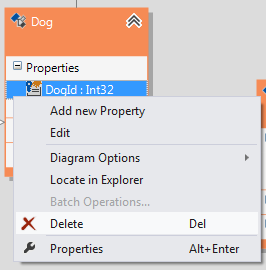 Dog
Properties
DogId : Int32
Add new Property
Edit
Diagram Options
Locate in Explorer
Batch Operations...
Delete Del
Properties Alt+Enter